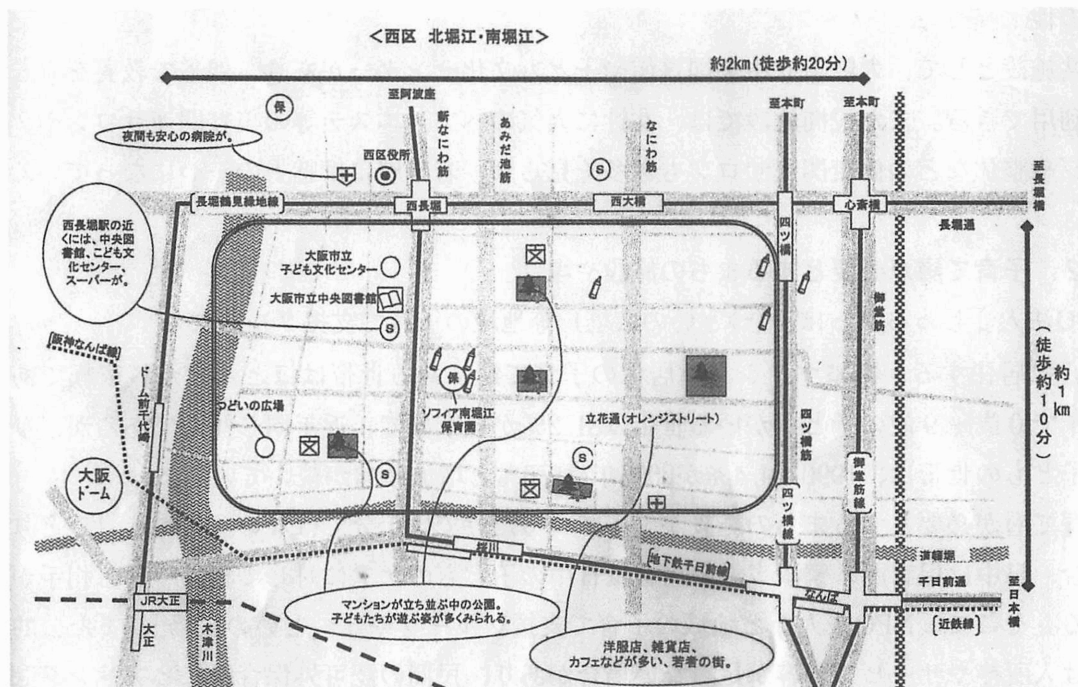 ＜西区 北堀江・南堀江＞
約2km（徒歩約20分）
至阿波座
至本町
至本町
保
夜間も安心の病院が。
新なにわ筋
あみだ池筋
なにわ筋
西区役所
S
心斎筋
至長堀橋
長堀鶴見緑地線
西長堀
西大橋
四ツ橋
心斎橋
長堀通
西長堀駅の近
くには、中央図
書館、こども文
化センター、
スーパーが。
大阪市立
子ども文化センター
大阪市立中央図書館
S
御堂筋
約1km
（徒歩約10分）
[阪神なんば線]
ドーム前千代崎
保
ソフィア南堀江
保育園
つどいの広場
立花通（オレンジストリート）
四ツ橋筋
大阪
ドーム
S
S
四ツ橋線
御堂筋線
道頓堀
桜川
[地下鉄千日前線]
千日前通
なんば
至日本橋
[近鉄線]
JR大正
大正
木津川
マンションが立ち並ぶ中の公園。
子どもたちが遊ぶ姿が多くみられる。
洋服店、雑貨店、
カフェなどが多い、若者の街。